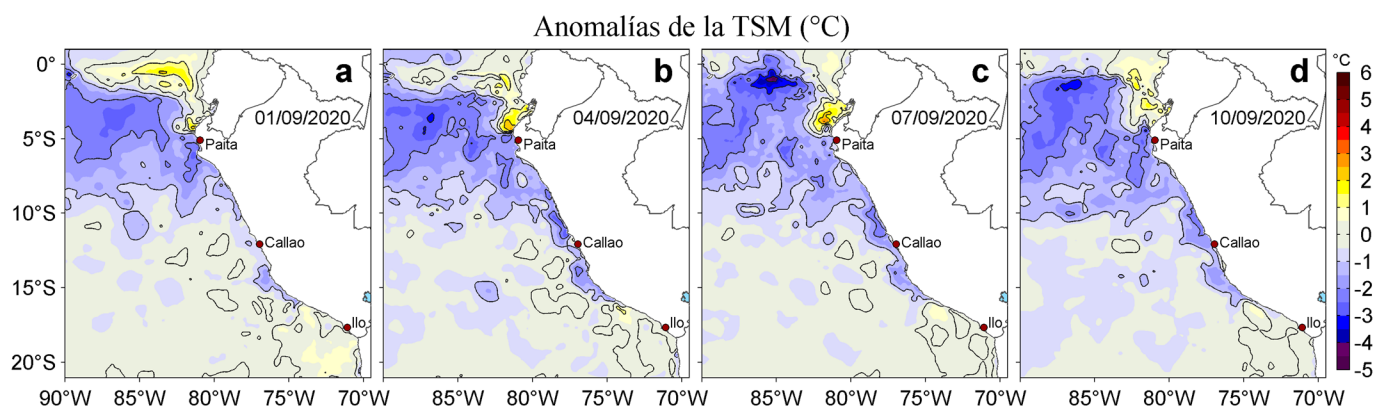 Anomalías de la TSM (°C)
a
b
c
d
01/09/2020
04/09/2020
07/09/2020
10/09/2020
Paita
Callao
Ilo
Paita
Callao
Ilo
Paita
Callao
Ilo
Paita
Callao
Ilo
0°
5°S
10°S
15°S
20°S
90°W 85°W 80°W 75°W 70°W
85°W 80°W 75°W 70°W
85°W 80°W 75°W 70°W
85°W 80°W 75°W 70°W
°C
6
5
4
3
2
1
0
-1
-2
-3
-4
-5